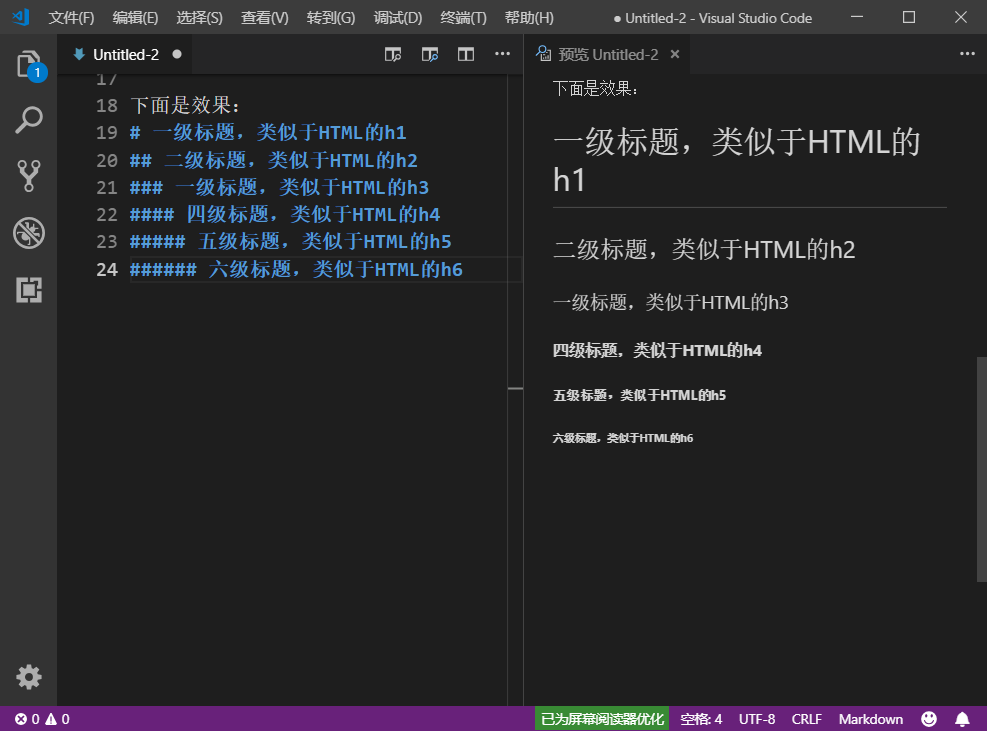 文件(F) 编辑(E) 选择(S) 查看(V) 转到(G) 调试(D) 终端(T) 帮助(H) ● Untitled-2 - Visual Studio Code
1
Untitled-2 ●
17
18 下面是效果：
19 # 一级标题，类似于HTML的h1
20 ## 二级标题，类似于HTML的h2
21 ### 一级标题，类似于HTML的h3
22 #### 四级标题，类似于HTML的h4
23 ##### 五级标题，类似于HTML的h5
24 ###### 六级标题，类似于HTML的h6
预览 Untitled-2
下面是效果：
一级标题，类似于HTML的
h1
二级标题，类似于HTML的h2
一级标题，类似于HTML的h3
四级标题，类似于HTML的h4
五级标题，类似于HTML的h5
六级标题，类似于HTML的h6
0 0 已为屏幕阅读器优化 空格: 4 UTF-8 CRLF Markdown